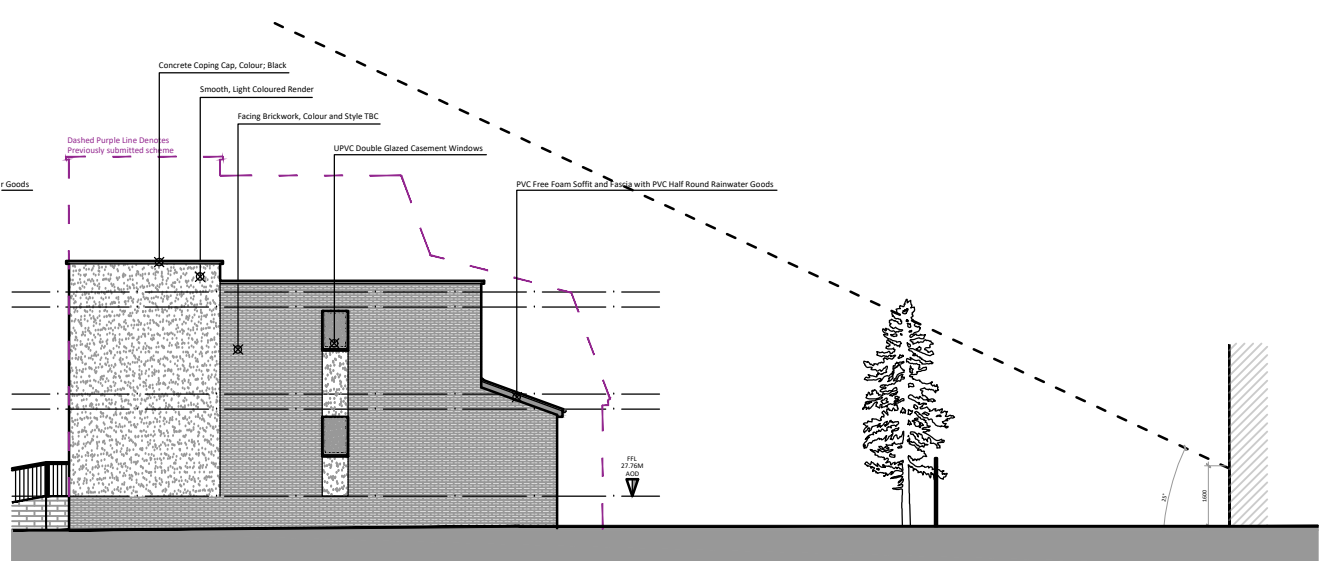 Concrete Coping Cap, Colour; Black
Smooth, Light Coloured Render
Facing Brickwork, Colour and Style TBC
Dashed Purple Line Denotes
Previously submitted scheme
UPVC Double Glazed Casement Windows
r Goods
PVC Free Foam Soffit and Fascia with PVC Half Round Rainwater Goods
FFL
27.76M
AOD
25°
1600